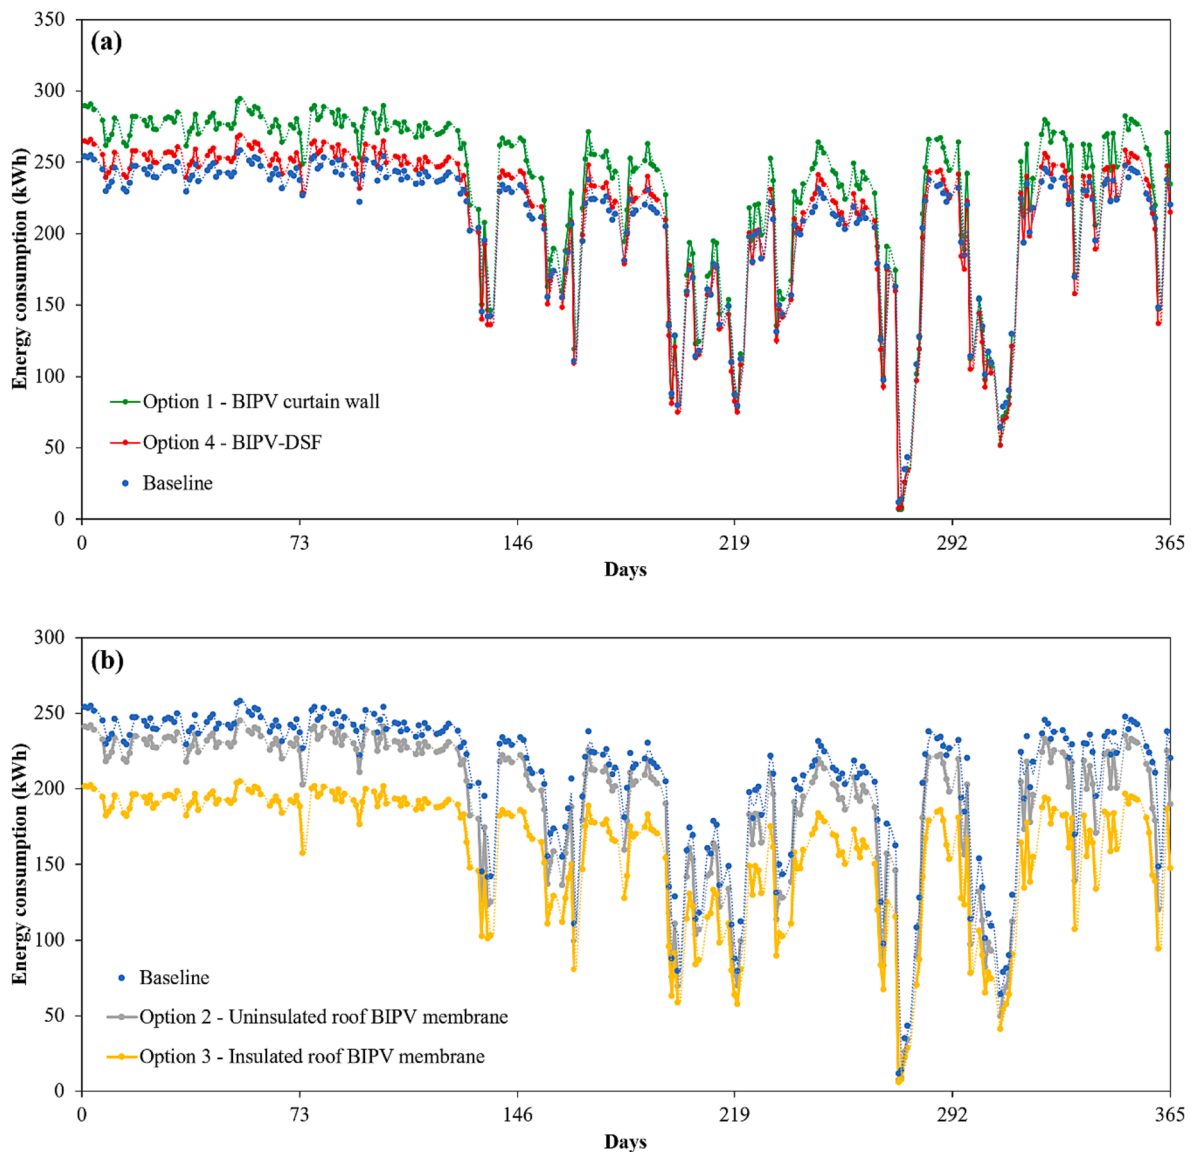 (a)
Energy consumption (kWh)
350
300
250
200
150
100
50
0
Option 1 - BIPV curtain wall
Option 4 - BIPV-DSF
Baseline
0 73 146 219 292 365
Days
(b)
Energy consumption (kWh)
300
250
200
150
100
50
0
Baseline
Option 2 - Uninsulated roof BIPV membrane
Option 3 - Insulated roof BIPV membrane
0 73 146 219 292 365
Days